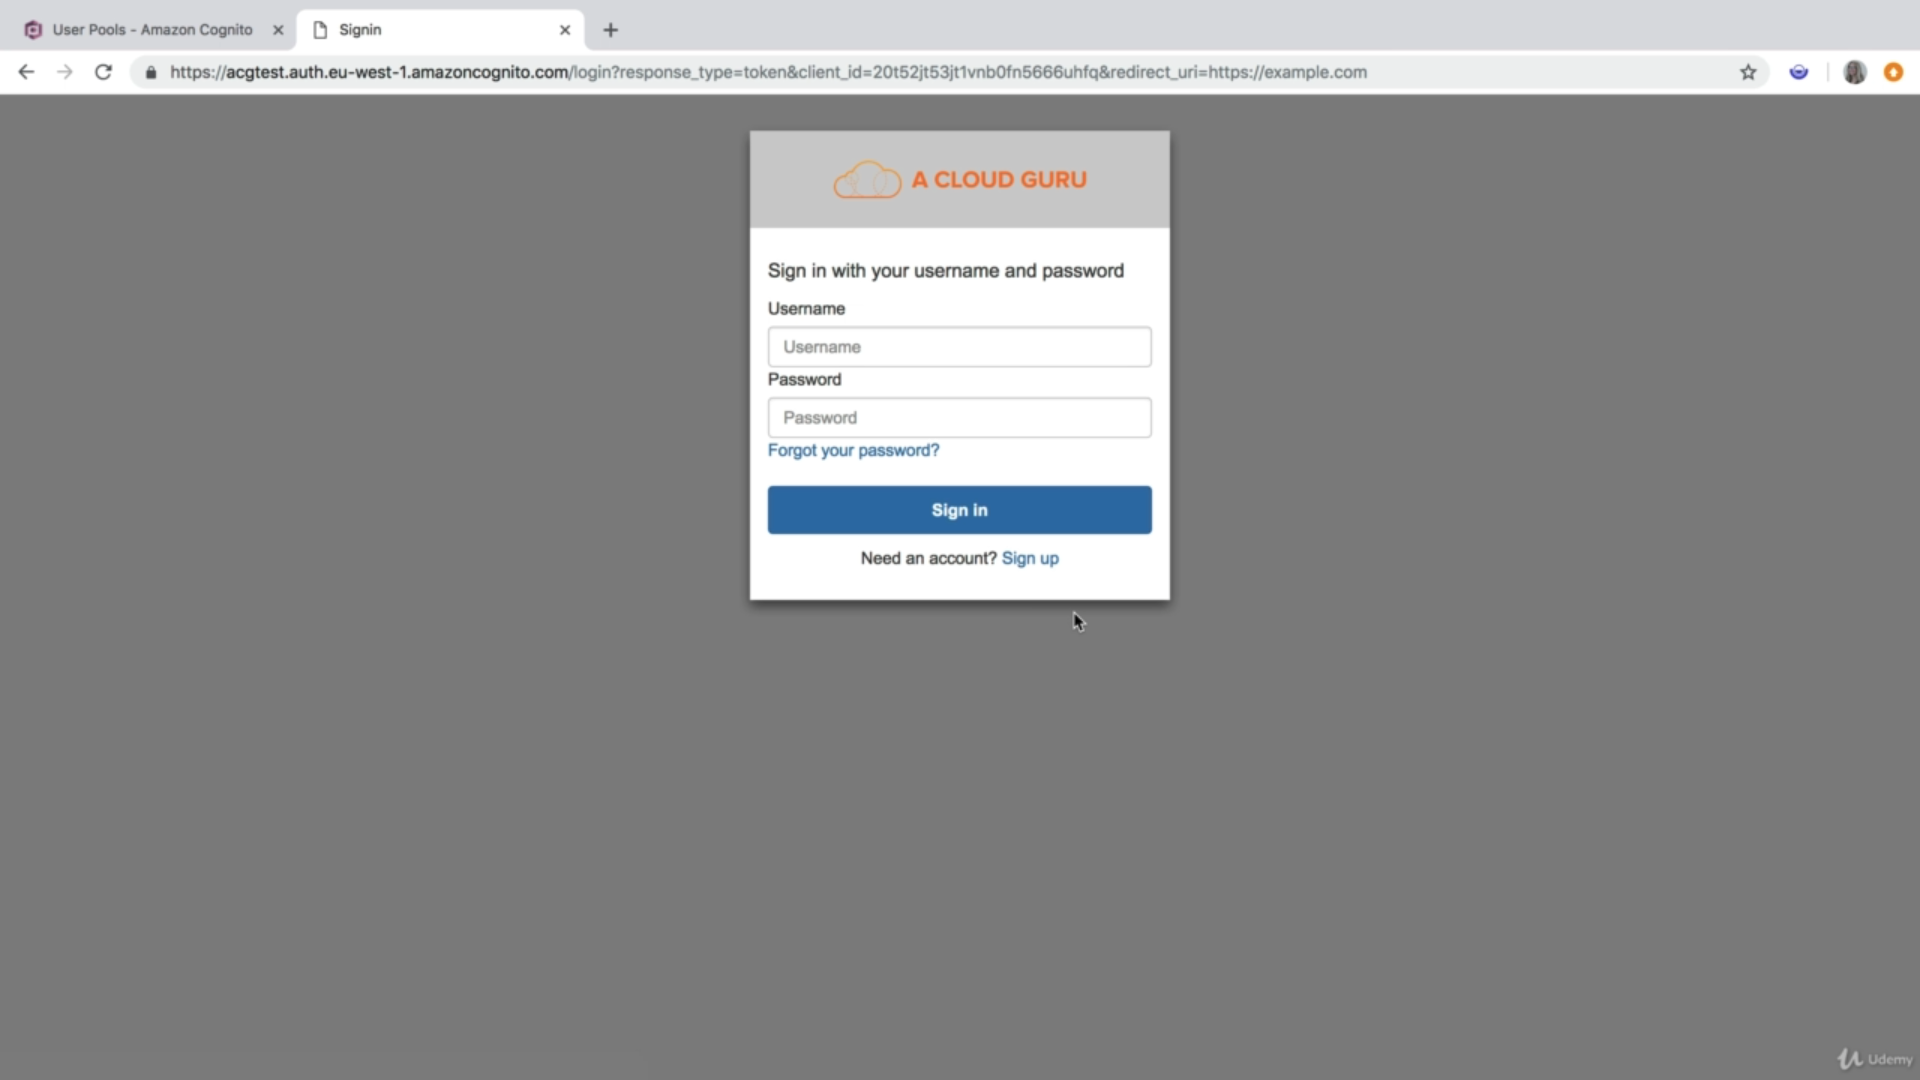 User Pools - Amazon Cognito
Signin
https://acgtest.auth.eu-west-1.amazoncognito.com/login?response_type=token&client_id=20t52jt53jt1vnb0fn5666uhfq&redirect_uri=https://example.com
A CLOUD GURU
Sign in with your username and password
Username
Username
Password
Password
Forgot your password?
Sign in
Need an account? Sign up
Udemy